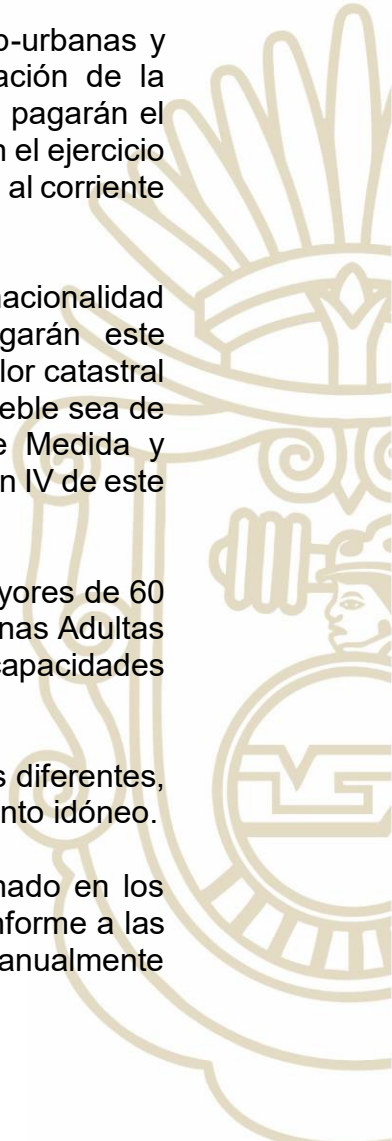 o-urbanas y
ación de la
pagarán el
n el ejercicio
al corriente
nacionalidad
garán este
lor catastral
eble sea de
e Medida y
n IV de este
yores de 60
nas Adultas
capacidades
s diferentes,
nto idóneo.
nado en los
nforme a las
anualmente